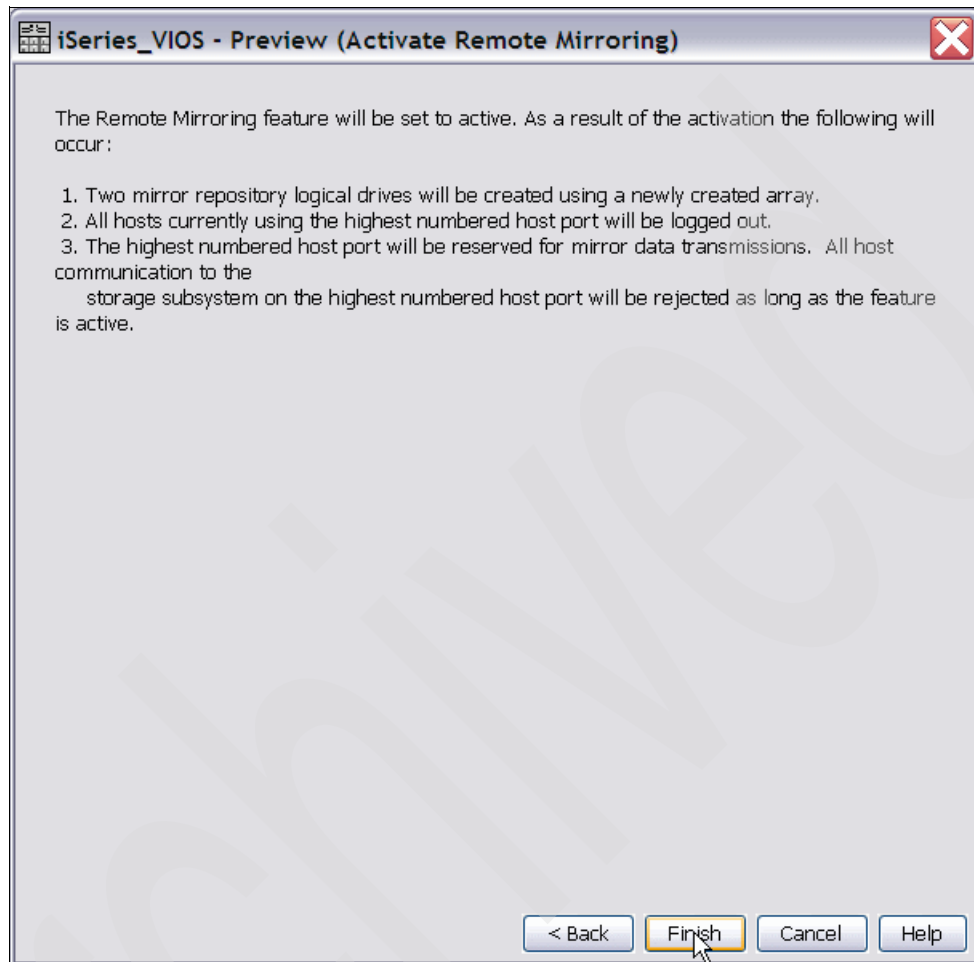 iSeries_VIOS - Preview (Activate Remote Mirroring)
The Remote Mirroring feature will be set to active. As a result of the activation the following will
occur:
1. Two mirror repository logical drives will be created using a newly created array.
2. All hosts currently using the highest numbered host port will be logged out.
3. The highest numbered host port will be reserved for mirror data transmissions. All host
communication to the
storage subsystem on the highest numbered host port will be rejected as long as the feature
is active.
< Back
Finish
Cancel
Help